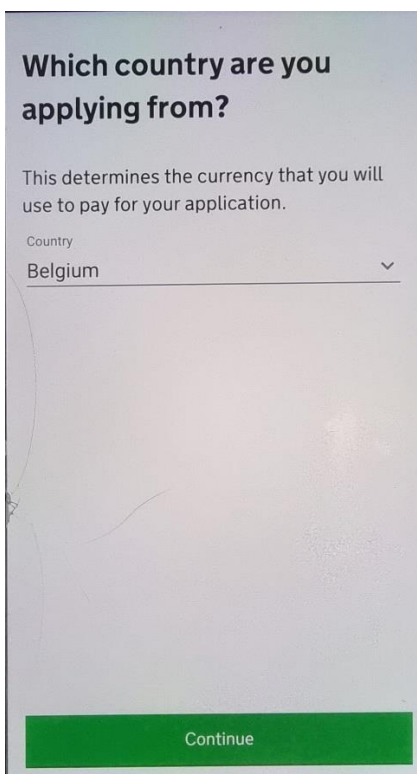 Which country are you
applying from?
This determines the currency that you will
use to pay for your application.
Country
Belgium
Continue